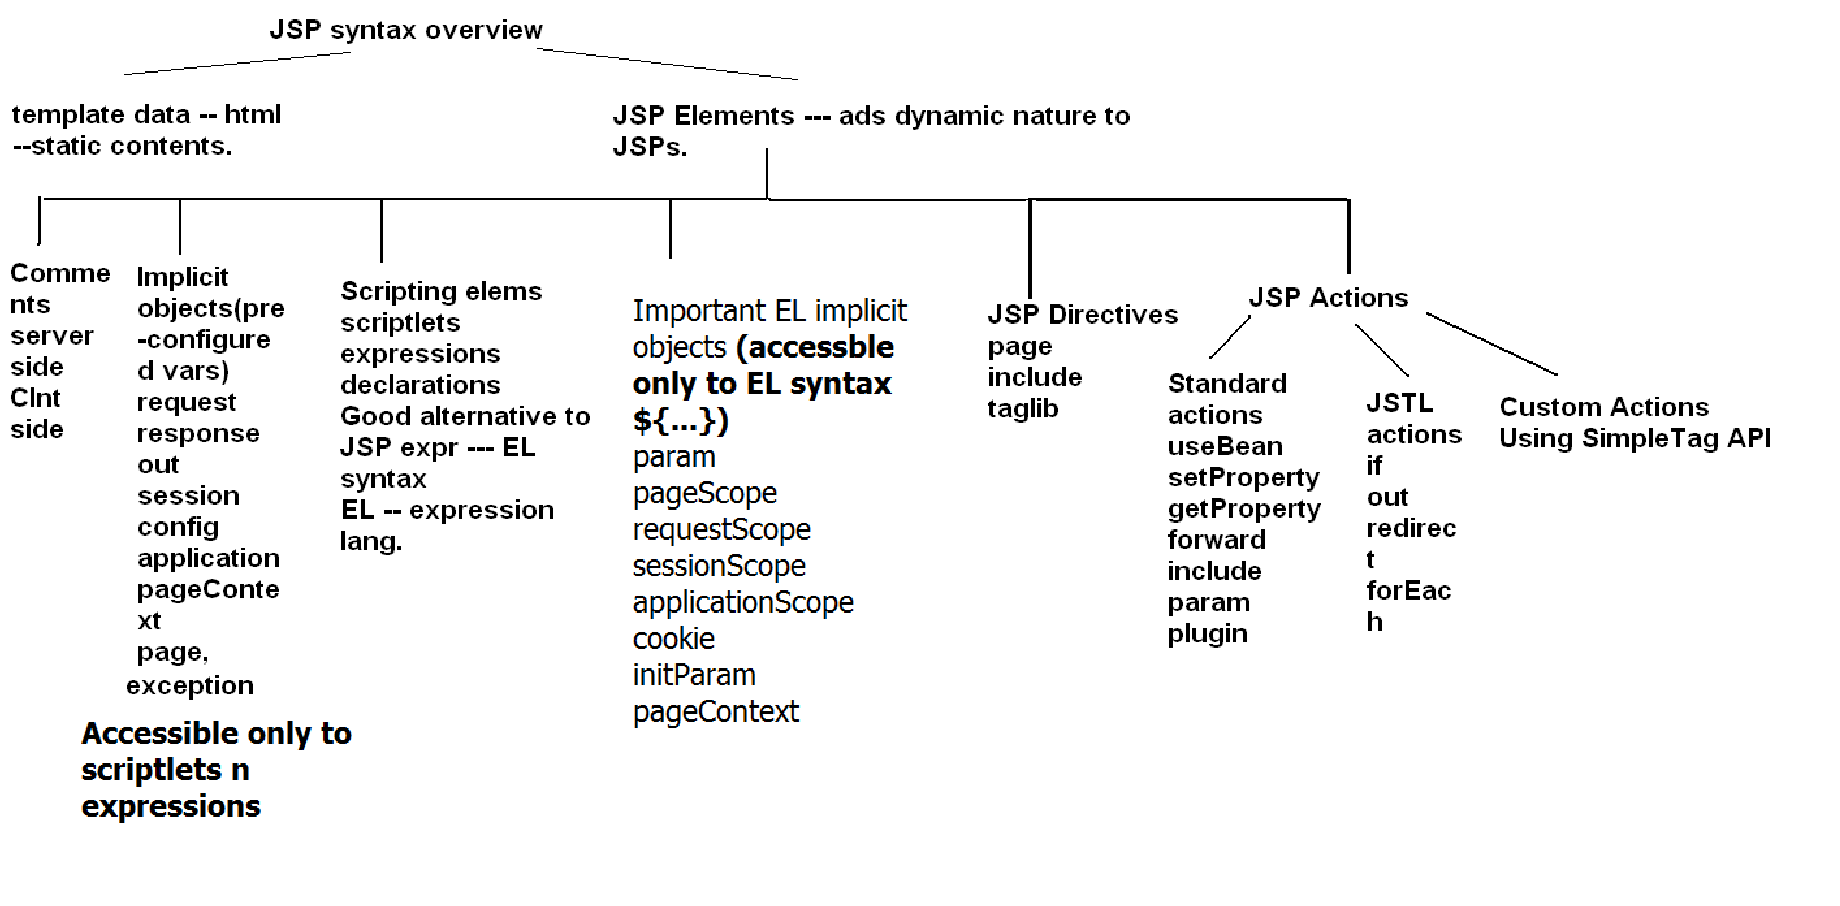 JSP syntax overview
template data -- html
--static contents.
JSP Elements --- ads dynamic nature to
JSPs.
Comme
nts
server
side
Clnt
side
Implicit
objects(pre
-configure
d vars)
request
response
out
session
config
application
pageConte
xt
page,
exception
Accessible only to
scriptlets n
expressions
Scripting elems
scriptlets
expressions
declarations
Good alternative to
JSP expr --- EL
syntax
EL -- expression
lang.
Important EL implicit
objects (accessble
only to EL syntax
${...})
param
pageScope
requestScope
sessionScope
applicationScope
cookie
initParam
pageContext
JSP Directives
page
include
taglib
JSP Actions
Standard
actions
useBean
setProperty
getProperty
forward
include
param
plugin
JSTL
actions
if
out
redirec
t
forEac
h
Custom Actions
Using SimpleTag API